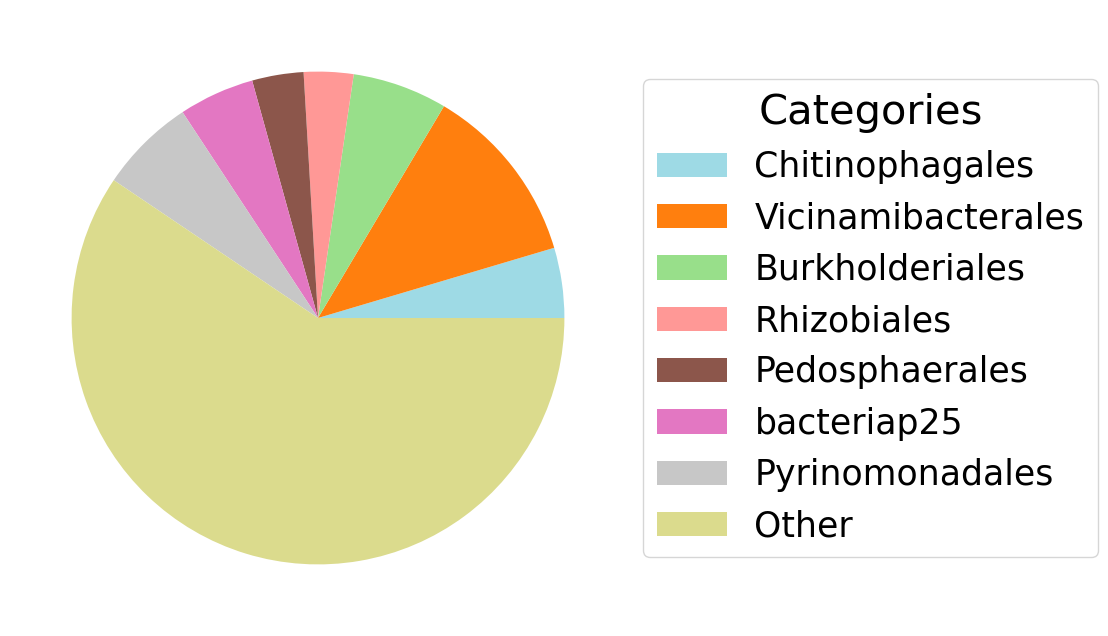 Categories
Chitinophagales
Vicinamibacterales
Burkholderiales
Rhizobiales
Pedosphaerales
bacteriap25
Pyrinomonadales
Other